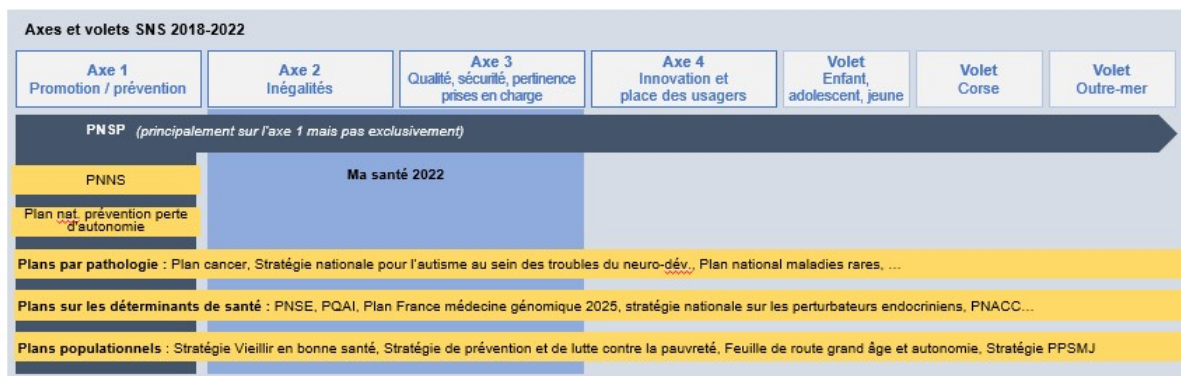 Axes et volets SNS 2018-2022
Axe 1
Promotion / prévention
Axe 2
Inégalités
Axe 3
Qualité, sécurité, pertinence
prises en charge
Axe 4
Innovation et
place des usagers
Volet
Enfant,
adolescent, jeune
Volet
Corse
Volet
Outre-mer
PNSP (principalement sur l'axe 1 mais pas exclusivement)
PNNS
Ma santé 2022
Plan nat. prévention perte
d'autonomie
Plans par pathologie : Plan cancer, Stratégie nationale pour l'autisme au sein des troubles du neuro-dév., Plan national maladies rares, ...
Plans sur les déterminants de santé : PNSE, PQAI, Plan France médecine génomique 2025, stratégie nationale sur les perturbateurs endocriniens, PNACC...
Plans populationnels : Stratégie Vieillir en bonne santé, Stratégie de prévention et de lutte contre la pauvreté, Feuille de route grand âge et autonomie, Stratégie PPSMJ